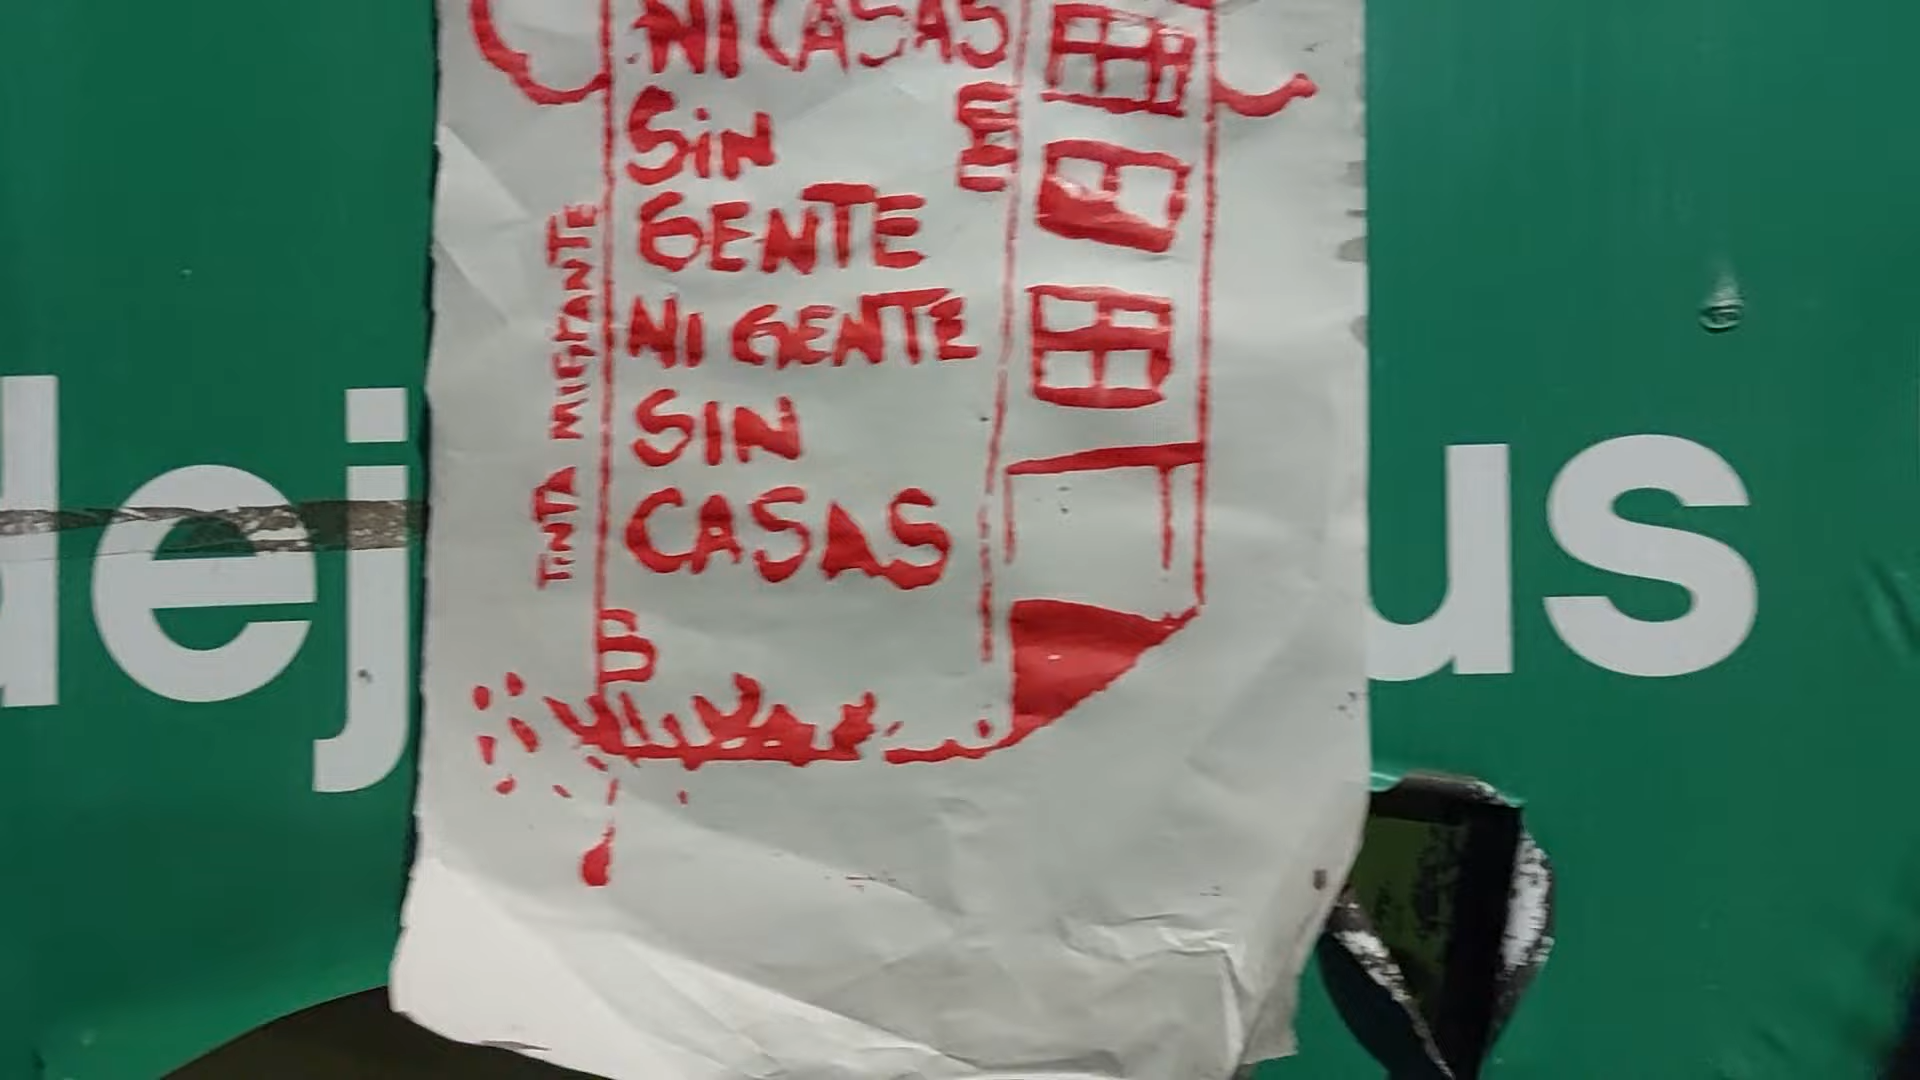 NI CASAS
SiN
GENTE
NI GENTE
SIN
CASAS
TINTA MIGRANTE
dej
us